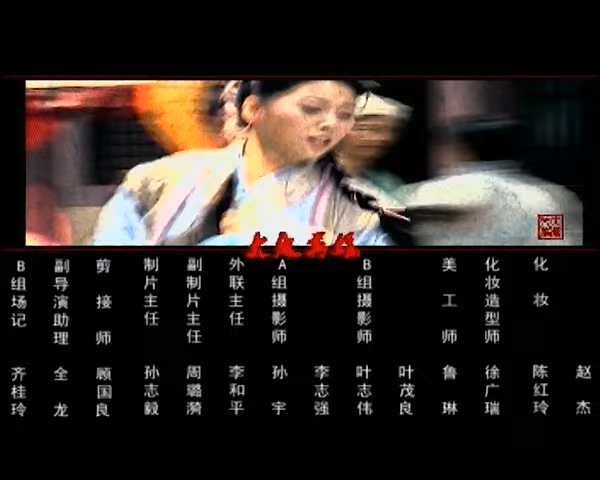 B组场记
齐桂玲
副导演助理
全龙
剪接师
顾国良
制片主任
孙志毅
副制片主任
周璐漪
外联主任
李和平
A组摄影师
孙宇
李志强
B组摄影师
叶志伟
叶茂良
美工师
鲁琳
化妆造型师
徐广瑞
化妆
陈红玲
赵杰